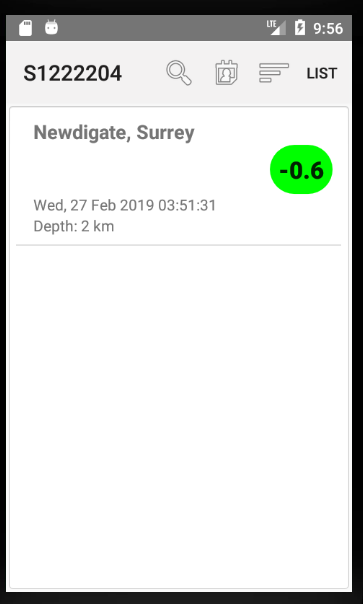 LTE 9:56
S1222204 LIST
Newdigate, Surrey
-0.6
Wed, 27 Feb 2019 03:51:31
Depth: 2 km